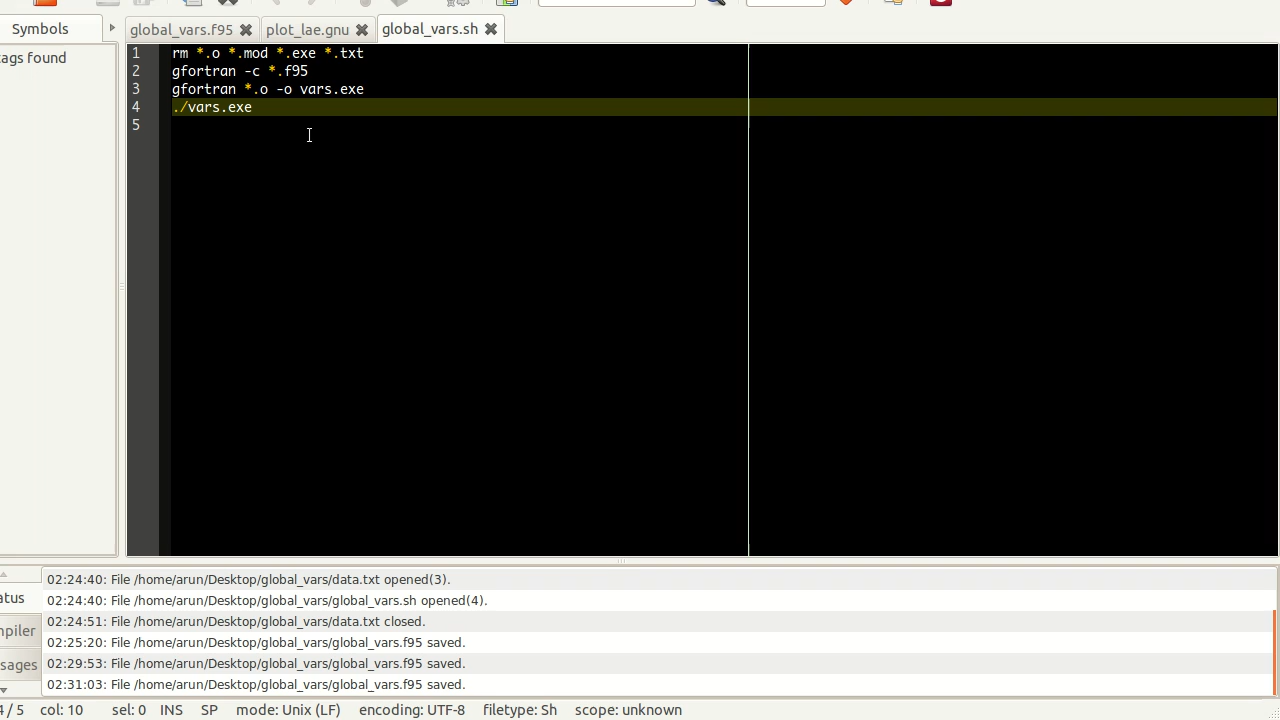 Symbols
global_vars.f95
plot_lae.gnu
global_vars.sh
ags found
1 rm *.o *.mod *.exe *.txt
2 gfortran -c *.f95
3 gfortran *.o -o vars.exe
4 ./vars.exe
5
atus
mpiler
sages
02:24:40: File /home/arun/Desktop/global_vars/data.txt opened(3).
02:24:40: File /home/arun/Desktop/global_vars/global_vars.sh opened(4).
02:24:51: File /home/arun/Desktop/global_vars/data.txt closed.
02:25:20: File /home/arun/Desktop/global_vars/global_vars.f95 saved.
02:29:53: File /home/arun/Desktop/global_vars/global_vars.f95 saved.
02:31:03: File /home/arun/Desktop/global_vars/global_vars.f95 saved.
4 / 5 col: 10 sel: 0 INS SP mode: Unix (LF) encoding: UTF-8 filetype: Sh scope: unknown